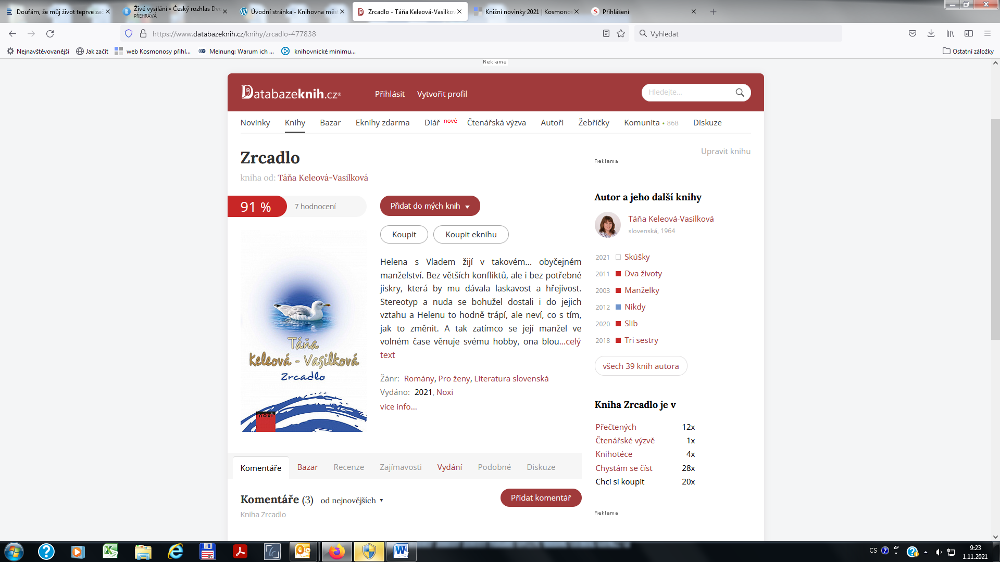 Doufám, že můj život teprve zač
Živé vysílání • Český rozhlas Dvo
PŘEHRÁVÁ
Úvodní stránka - Knihovna měst
Zrcadlo - Táňa Keleová-Vasilkov
Knižní novinky 2021 | Kosmonos
Přihlášení
https://www.databazeknih.cz/knihy/zrcadlo-477838
Vyhledat
Nejnavštěvovanější
Jak začít
web Kosmonosy přihl...
Meinung: Warum ich ...
knihovnické minimu...
Ostatní záložky
Reklama
Databazeknih.cz
Přihlásit
Vytvořit profil
Hledejte...
Novinky
Knihy
Bazar
Eknihy zdarma
Diář nové
Čtenářská výzva
Autoři
Žebříčky
Komunita • 868
Diskuze
Zrcadlo
Upravit knihu
kniha od: Táňa Keleová-Vasilková
91 %
7 hodnocení
Přidat do mých knih
Koupit
Koupit eknihu
Helena s Vladem žijí v takovém... obyčejném
manželství. Bez větších konfliktů, ale i bez potřebné
jiskry, která by mu dávala laskavost a hřejivost.
Stereotyp a nuda se bohužel dostali i do jejich
vztahu a Helenu to hodně trápí, ale neví, co s tím,
jak to změnit. A tak zatímco se její manžel ve
volném čase věnuje svému hobby, ona blou...celý
text
Táňa
Keleová - Vasilková
Zrcadlo
noxi
Žánr: Romány, Pro ženy, Literatura slovenská
Vydáno: 2021, Noxi
více info...
Reklama
Autor a jeho další knihy
Táňa Keleová-Vasilková
slovenská, 1964
2021 Skúšky
2011 Dva životy
2003 Manželky
2012 Nikdy
2020 Slib
2018 Tri sestry
všech 39 knih autora
Kniha Zrcadlo je v
Přečtených 12x
Čtenářské výzvě 1x
Knihotéce 4x
Chystám se číst 28x
Chci si koupit 20x
Reklama
Komentáře
Bazar
Recenze
Zajímavosti
Vydání
Podobné
Diskuze
Komentáře (3) od nejnovějších
Přidat komentář
Kniha Zrcadlo
CS
9:23
1.11.2021